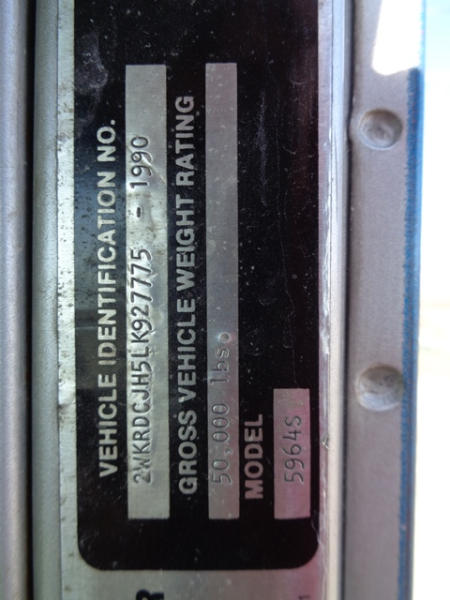 VEHICLE IDENTIFICATION NO.
2WKRDCJH5LK927775 - 1990
GROSS VEHICLE WEIGHT RATING
50,000 lbs.
MODEL
5964S